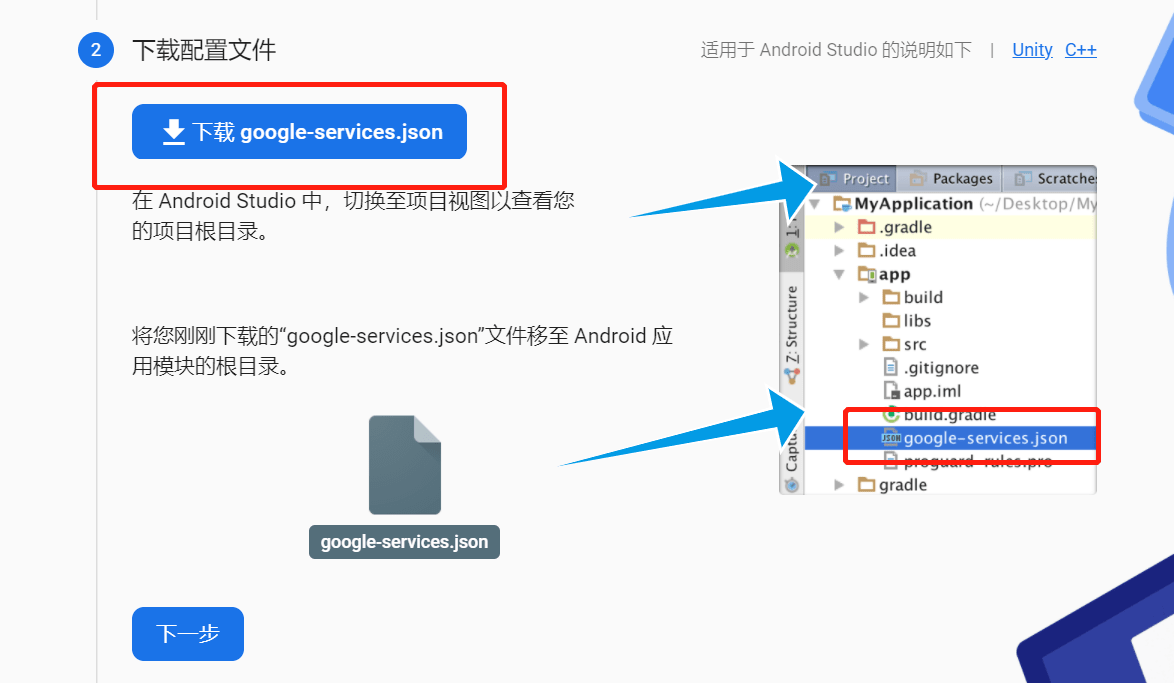 2 下载配置文件
适用于 Android Studio 的说明如下 | Unity C++
下载 google-services.json
在 Android Studio 中，切换至项目视图以查看您
的项目根目录。
将您刚刚下载的“google-services.json”文件移至 Android 应
用模块的根目录。
google-services.json
下一步
Project Packages Scratches
MyApplication (~/Desktop/My
.gradle
.idea
app
build
libs
src
.gitignore
app.iml
build.gradle
google-services.json
proguard-rules.pro
gradle
1:
Z: Structure
Captu